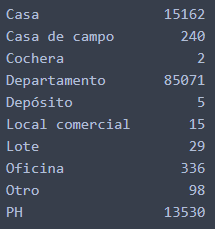 Casa 15162
Casa de campo 240
Cochera 2
Departamento 85071
Depósito 5
Local comercial 15
Lote 29
Oficina 336
Otro 98
PH 13530